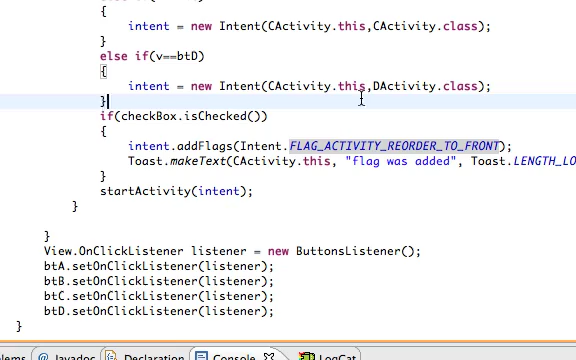 {
intent = new Intent(CActivity.this,CActivity.class);
}
else if(v==btD)
{
intent = new Intent(CActivity.this,DActivity.class);
}
if(checkBox.isChecked())
{
intent.addFlags(Intent.FLAG_ACTIVITY_REORDER_TO_FRONT);
Toast.makeText(CActivity.this, "flag was added", Toast.LENGTH_LO
}
startActivity(intent);
}
}
View.OnClickListener listener = new ButtonsListener();
btA.setOnClickListener(listener);
btB.setOnClickListener(listener);
btC.setOnClickListener(listener);
btD.setOnClickListener(listener);
}
blems @ Javadoc Declaration Console LogCat